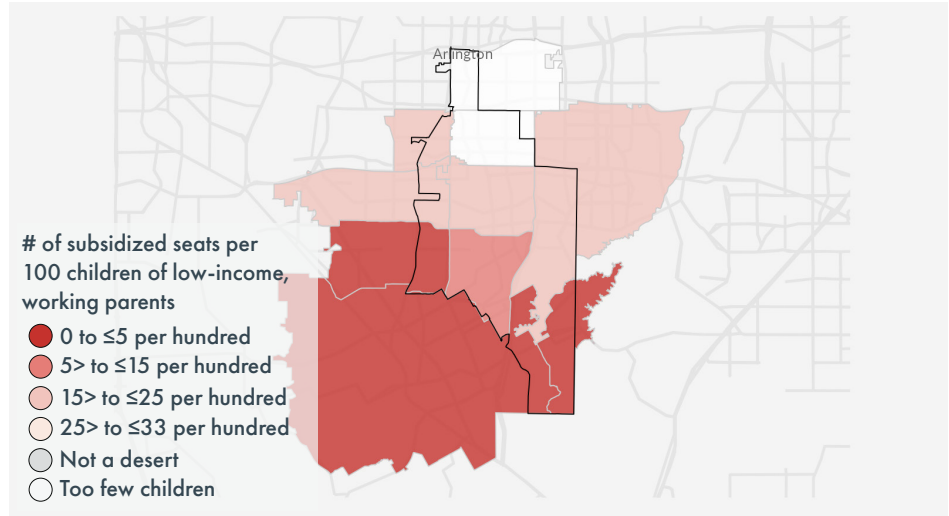 Arlington
# of subsidized seats per
100 children of low-income,
working parents
0 to ≤5 per hundred
5> to ≤15 per hundred
15> to ≤25 per hundred
25> to ≤33 per hundred
Not a desert
Too few children